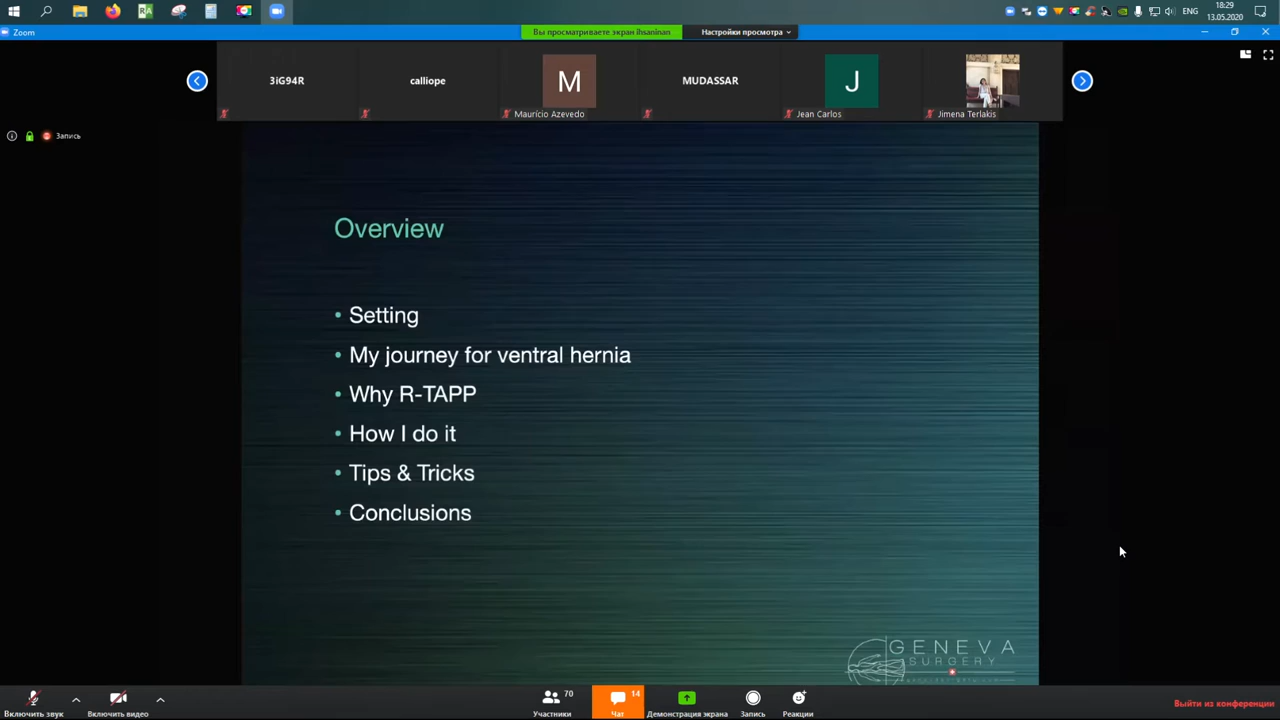 18:29
ENG
13.05.2020
Zoom
Вы просматриваете экран ihsaninan
Настройки просмотра
3iG94R
calliope
M
MUDASSAR
J
Maurício Azevedo
Jean Carlos
Jimena Terlakis
Запись
Overview
• Setting
• My journey for ventral hernia
• Why R-TAPP
• How I do it
• Tips & Tricks
• Conclusions
GENEVA
SURGERY
70
14
Включить звук
Включить видео
Участники
Чат
Демонстрация экрана
Запись
Реакции
Выйти из конференции